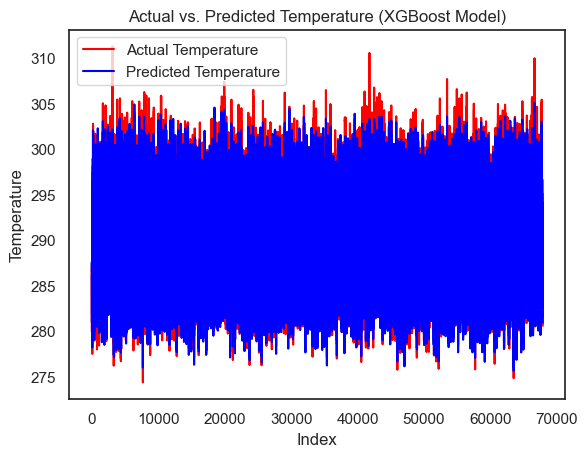 Actual vs. Predicted Temperature (XGBoost Model)
Actual Temperature
Predicted Temperature
310
305
300
295
290
285
280
275
Temperature
0 10000 20000 30000 40000 50000 60000 70000
Index